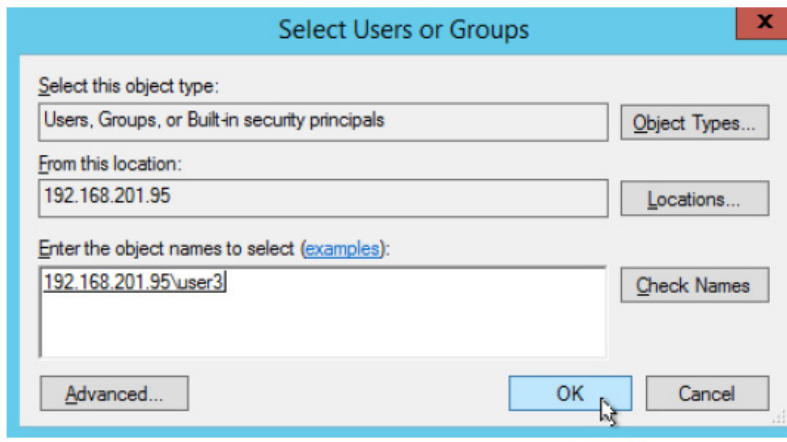 Select Users or Groups
x
Select this object type:
Users, Groups, or Built-in security principals
Object Types...
From this location:
192.168.201.95
Locations...
Enter the object names to select (examples):
192.168.201.95\user3
Check Names
Advanced...
OK
Cancel